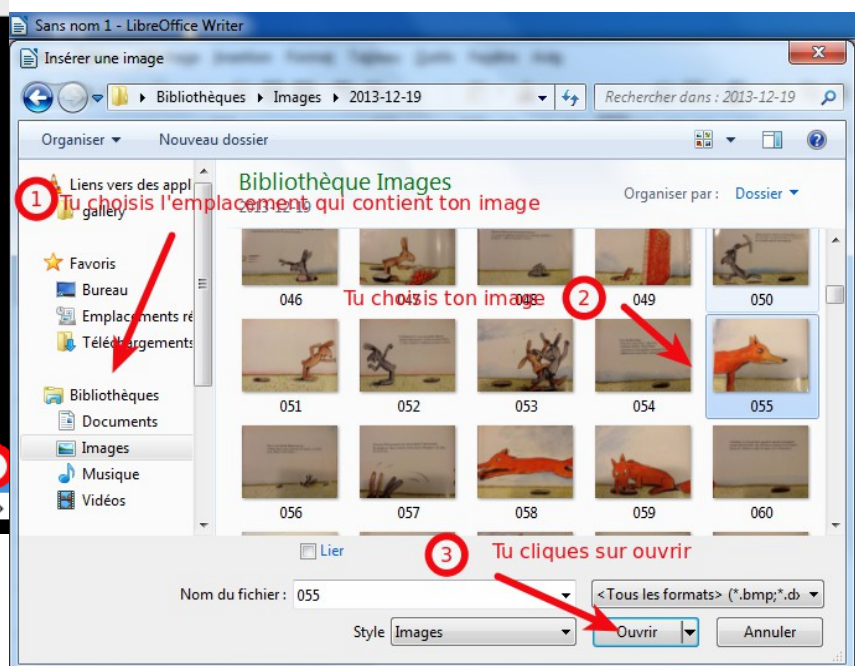 Sans nom 1 - LibreOffice Writer
Insérer une image
Bibliothèques Images 2013-12-19
Rechercher dans : 2013-12-19
Organiser Nouveau dossier
Liens vers des appl
gallery
Bibliothèque Images
2013-12-19
Organiser par : Dossier
1 Tu choisis l'emplacement qui contient ton image
Favoris
Bureau
Emplacements ré
Téléchargements
046 047 048 049 050
Tu choisis ton image 2
051 052 053 054 055
Bibliothèques
Documents
Images
Musique
Vidéos
056 057 058 059 060
Lier
3 Tu cliques sur ouvrir
Nom du fichier : 055
<Tous les formats> (*.bmp;*.d
Style Images
Ouvrir Annuler